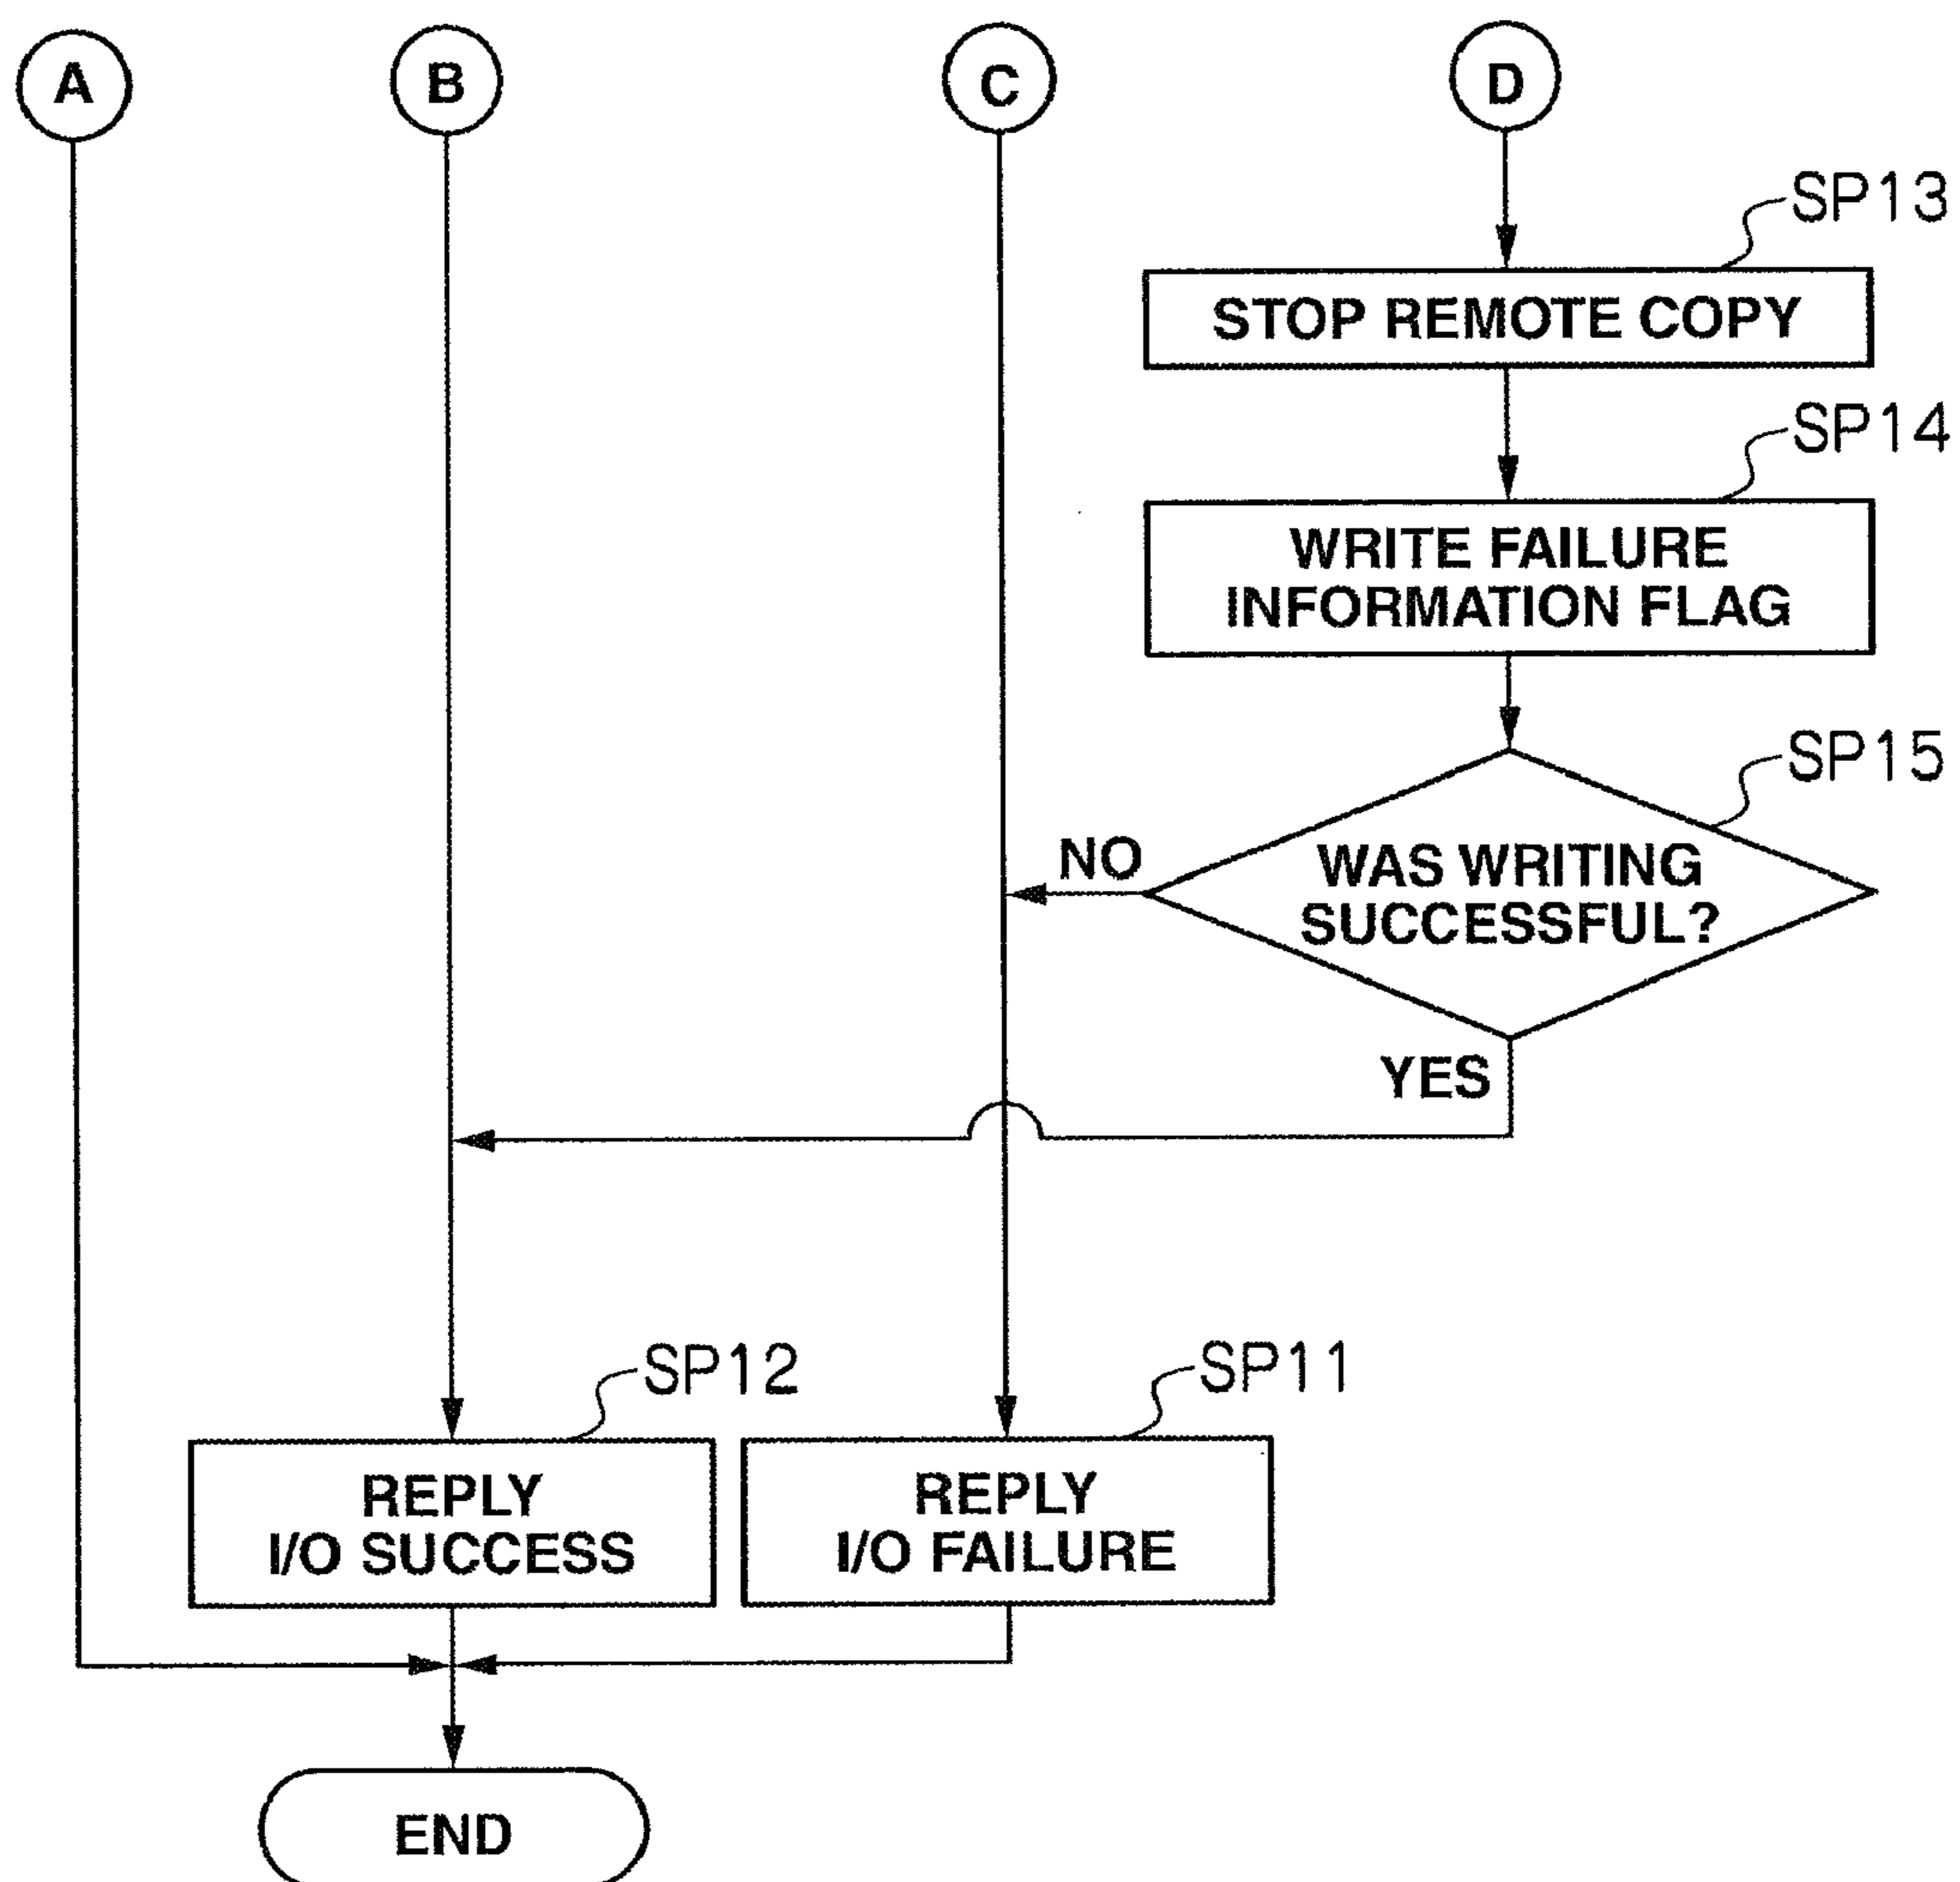 A
B
C
D
SP13
STOP REMOTE COPY
SP14
WRITE FAILURE
INFORMATION FLAG
SP15
NO
WAS WRITING
SUCCESSFUL?
YES
SP12
SP11
REPLY
I/O SUCCESS
REPLY
I/O FAILURE
END